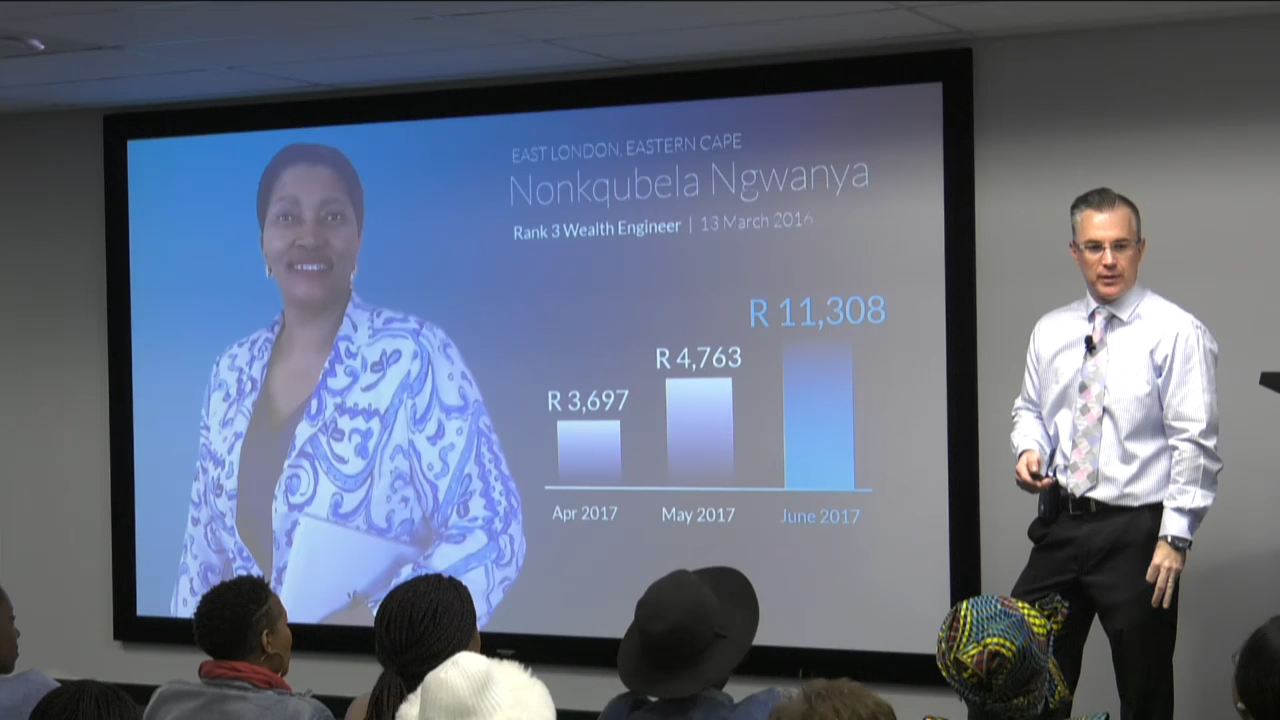 EAST LONDON, EASTERN CAPE
Nonkqubela Ngwanya
Rank 3 Wealth Engineer | 13 March 2016
R 11,308
R 4,763
R 3,697
Apr 2017 May 2017 June 2017